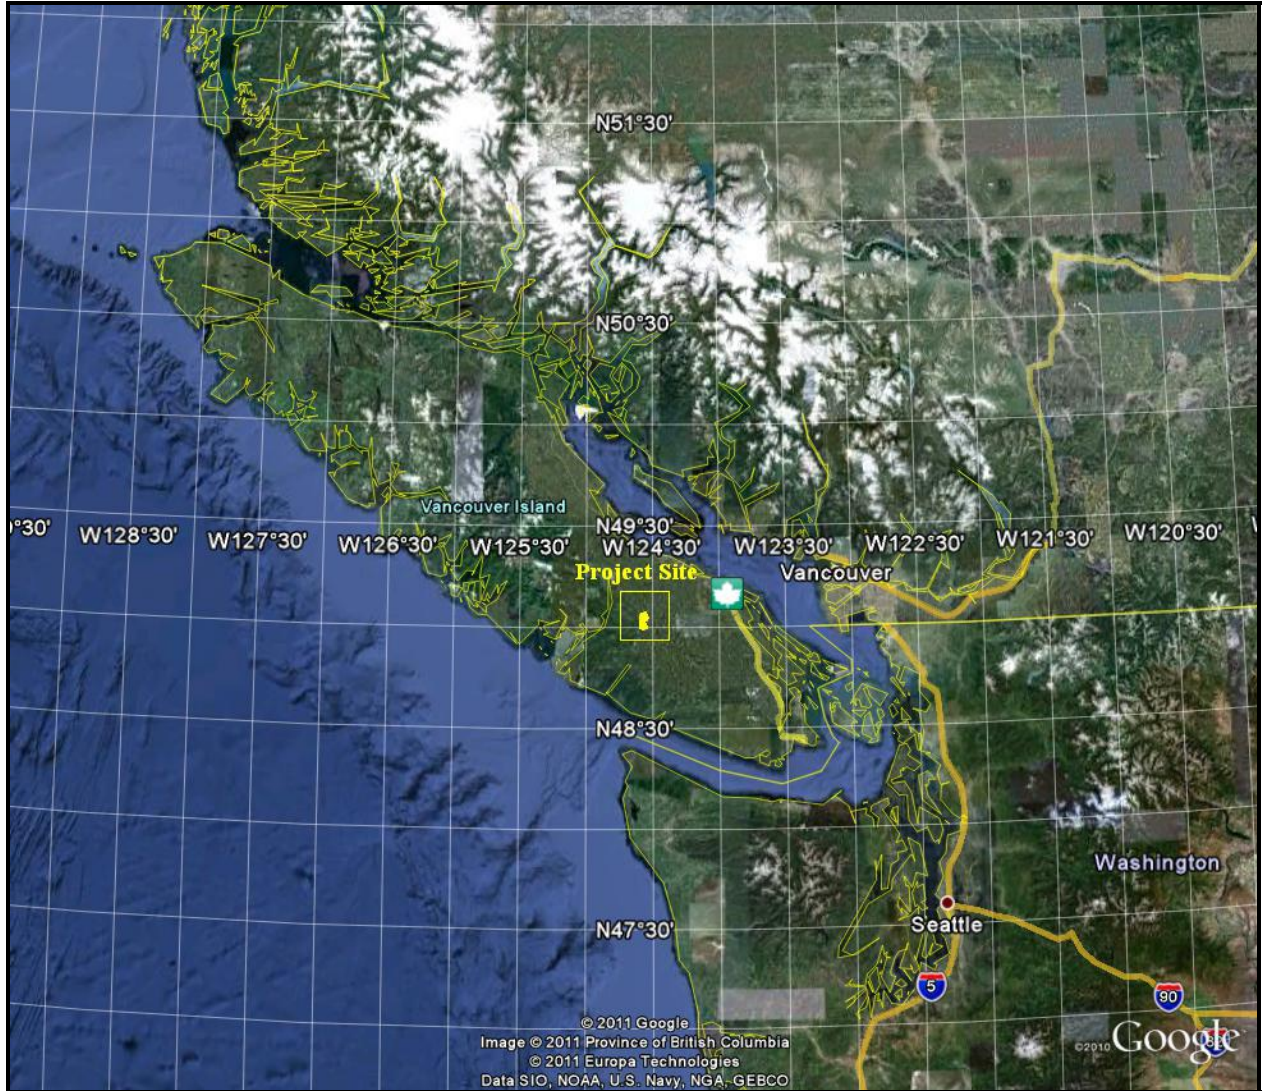 N51°30'
N50°30'
Vancouver Island
N49°30'
°30'
W128°30'
W127°30'
W126°30'
W125°30'
W124°30'
W123°30'
W122°30'
W121°30'
W120°30'
Project Site
Vancouver
N48°30'
Washington
N47°30'
Seattle
5
90
© 2011 Google
Image © 2011 Province of British Columbia
© 2011 Europa Technologies
Data SIO, NOAA, U.S. Navy, NGA, GEBCO
©2010 Google